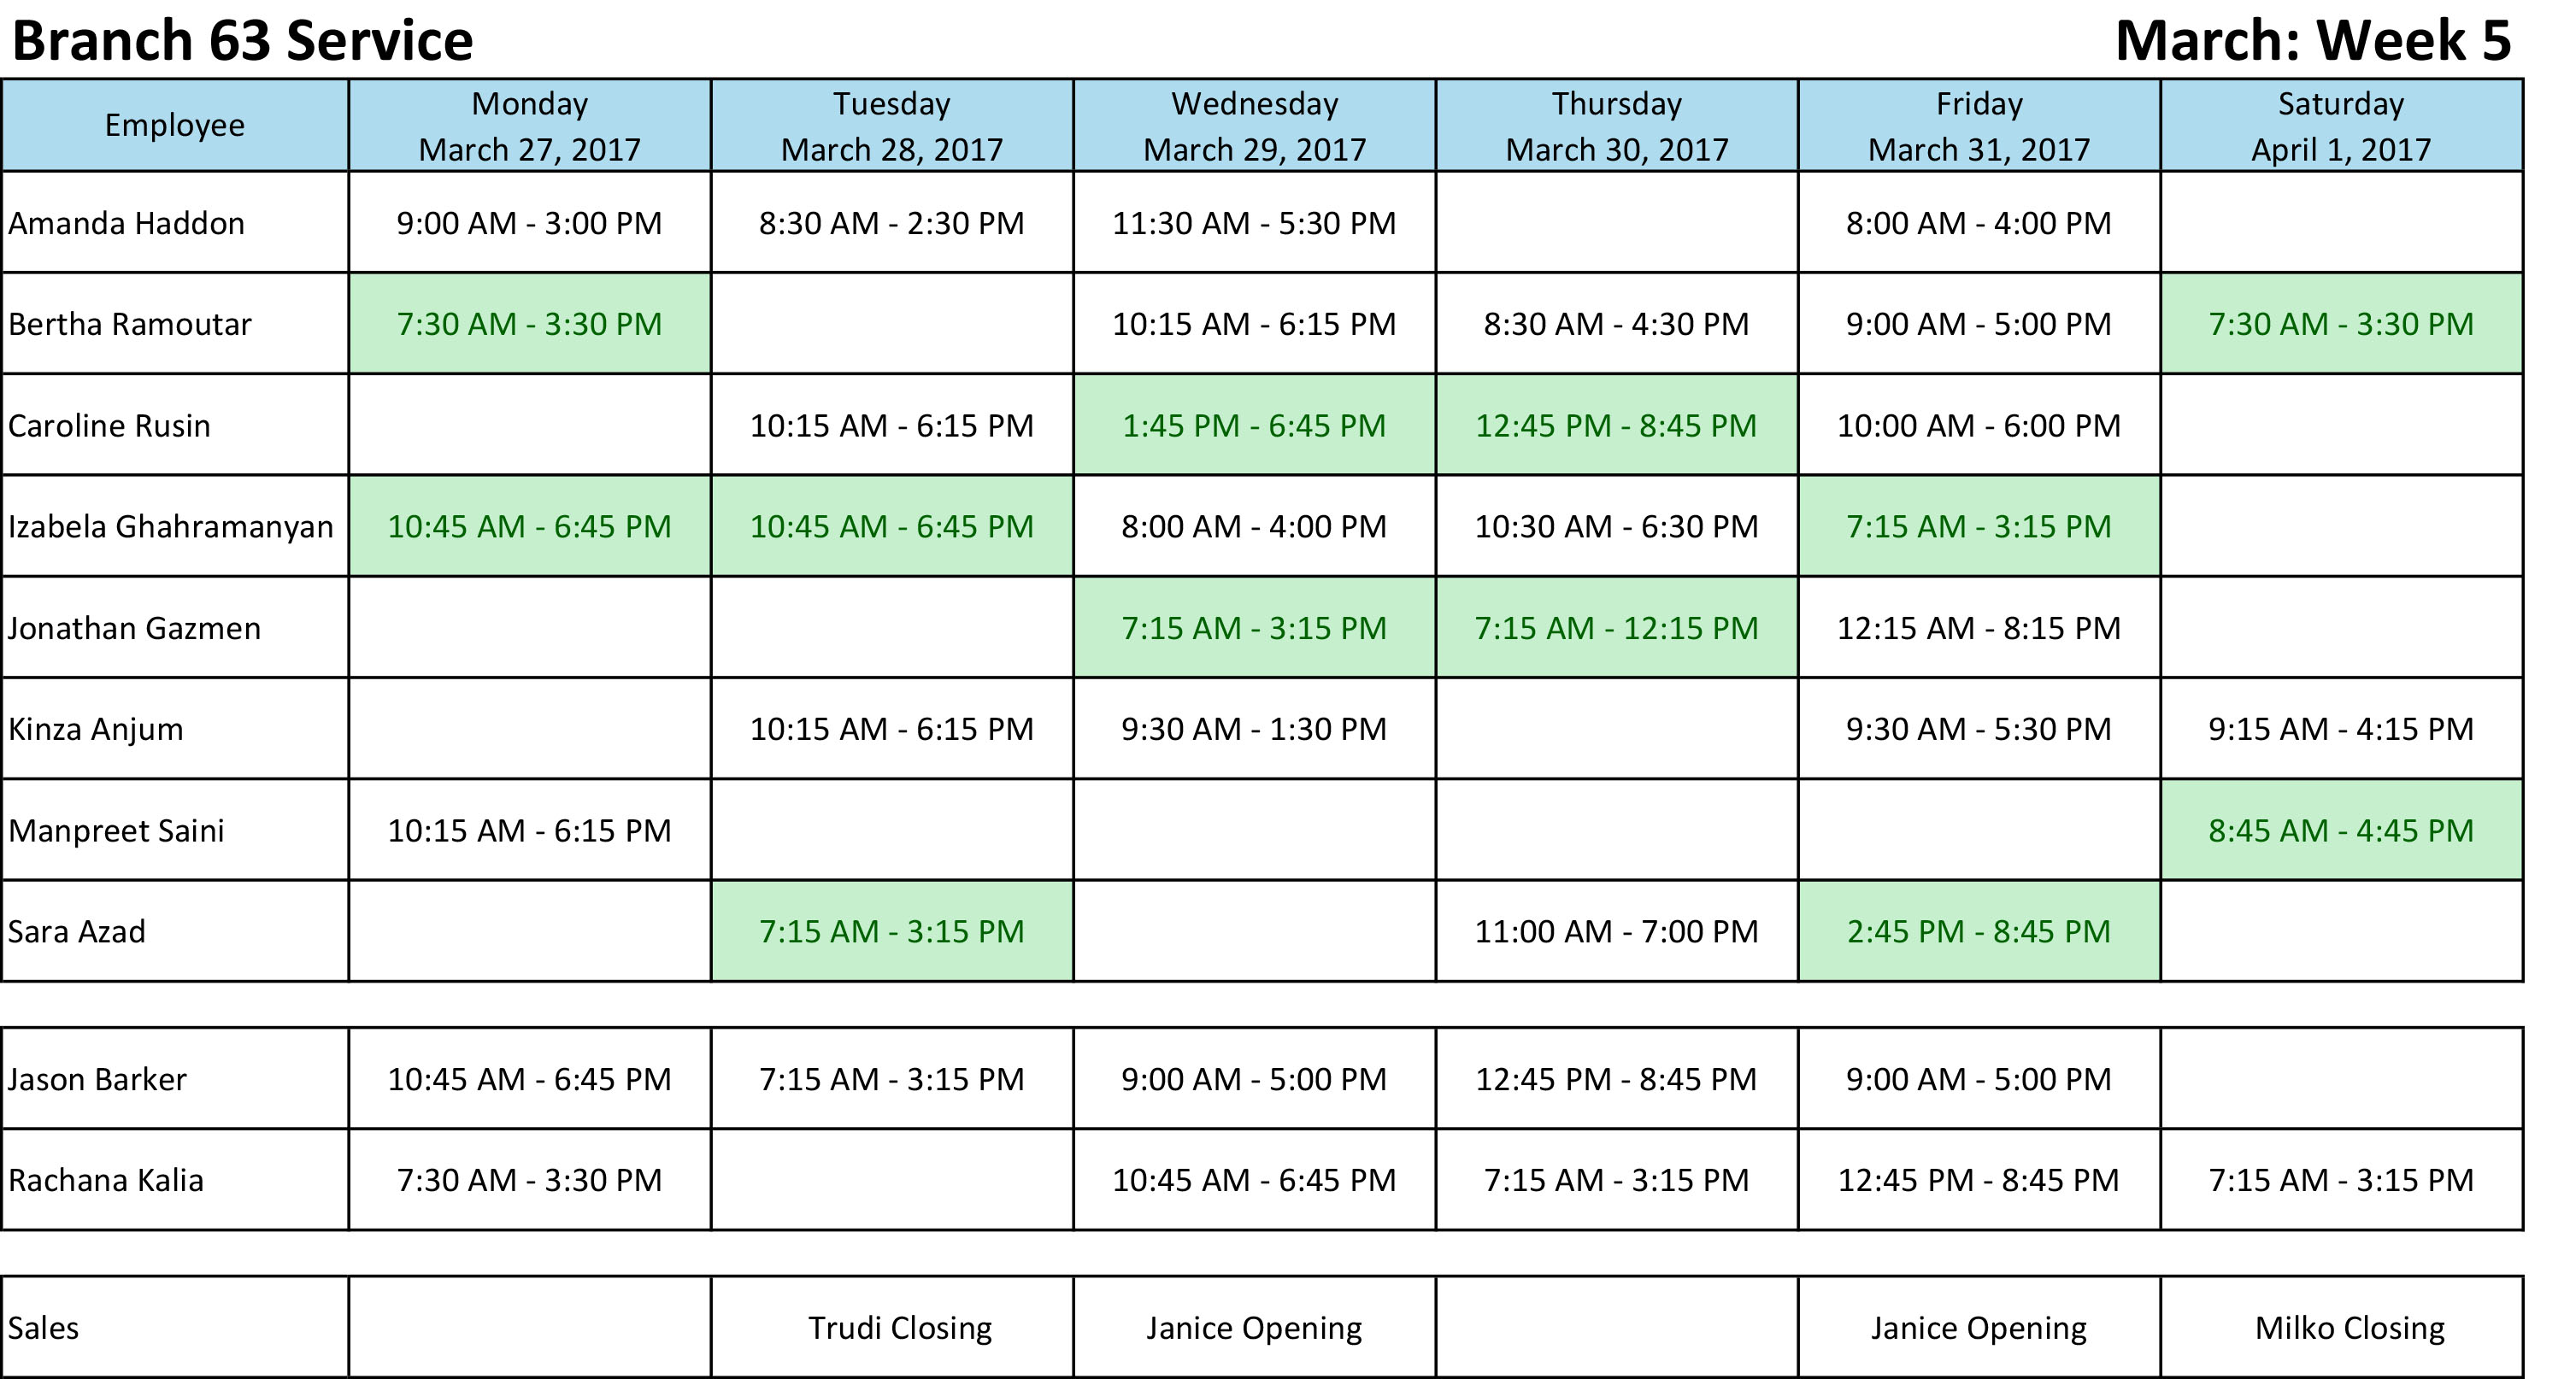 Branch 63 Service March: Week 5
Employee Monday Tuesday Wednesday Thursday Friday Saturday
March 27, 2017 March 28, 2017 March 29, 2017 March 30, 2017 March 31, 2017 April 1, 2017
Amanda Haddon 9:00 AM - 3:00 PM 8:30 AM - 2:30 PM 11:30 AM - 5:30 PM 8:00 AM - 4:00 PM
Bertha Ramoutar 7:30 AM - 3:30 PM 10:15 AM - 6:15 PM 8:30 AM - 4:30 PM 9:00 AM - 5:00 PM 7:30 AM - 3:30 PM
Caroline Rusin 10:15 AM - 6:15 PM 1:45 PM - 6:45 PM 12:45 PM - 8:45 PM 10:00 AM - 6:00 PM
Izabela Ghahramanyan 10:45 AM - 6:45 PM 10:45 AM - 6:45 PM 8:00 AM - 4:00 PM 10:30 AM - 6:30 PM 7:15 AM - 3:15 PM
Jonathan Gazmen 7:15 AM - 3:15 PM 7:15 AM - 12:15 PM 12:15 AM - 8:15 PM
Kinza Anjum 10:15 AM - 6:15 PM 9:30 AM - 1:30 PM 9:30 AM - 5:30 PM 9:15 AM - 4:15 PM
Manpreet Saini 10:15 AM - 6:15 PM 8:45 AM - 4:45 PM
Sara Azad 7:15 AM - 3:15 PM 11:00 AM - 7:00 PM 2:45 PM - 8:45 PM
Jason Barker 10:45 AM - 6:45 PM 7:15 AM - 3:15 PM 9:00 AM - 5:00 PM 12:45 PM - 8:45 PM 9:00 AM - 5:00 PM
Rachana Kalia 7:30 AM - 3:30 PM 10:45 AM - 6:45 PM 7:15 AM - 3:15 PM 12:45 PM - 8:45 PM 7:15 AM - 3:15 PM
Sales Trudi Closing Janice Opening Janice Opening Milko Closing